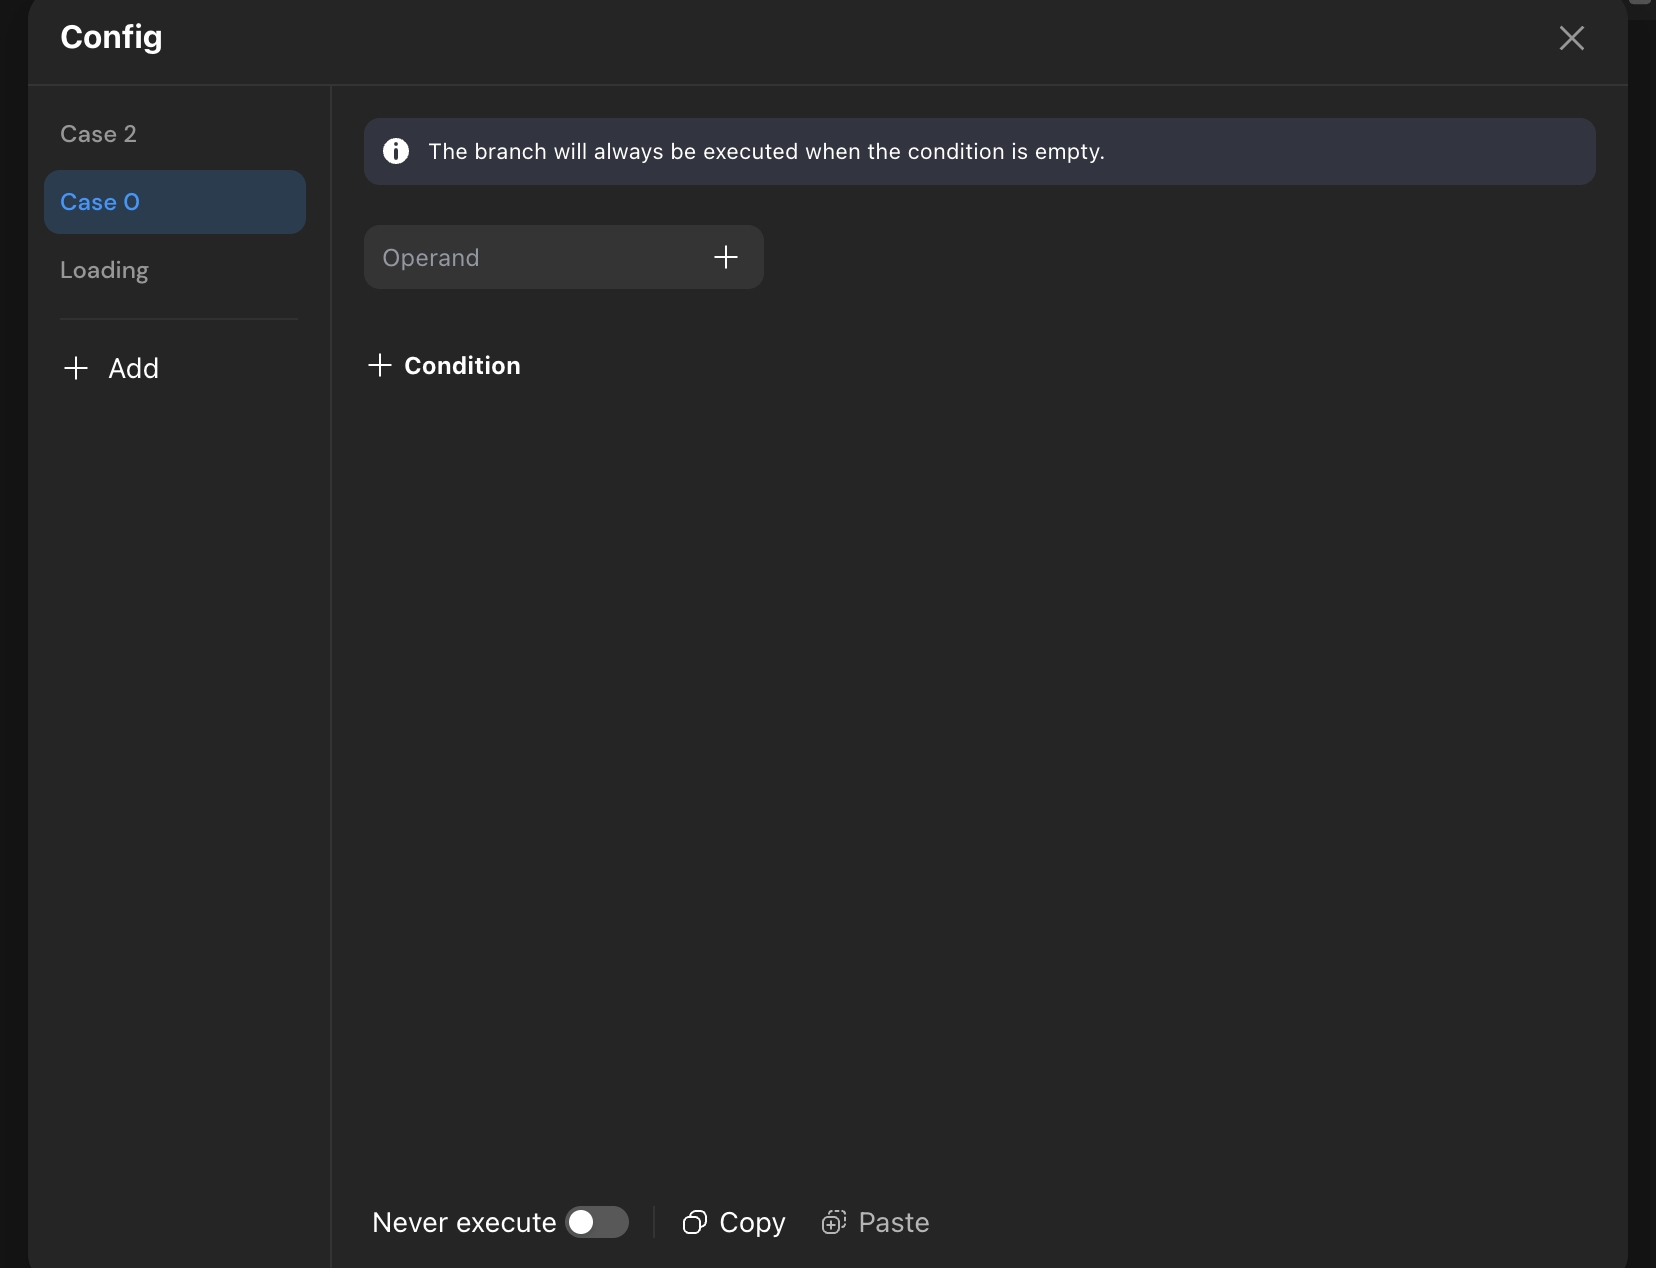 Config
Case 2
Case 0
Loading
Add
The branch will always be executed when the condition is empty.
Operand
Condition
Never execute
Copy
Paste